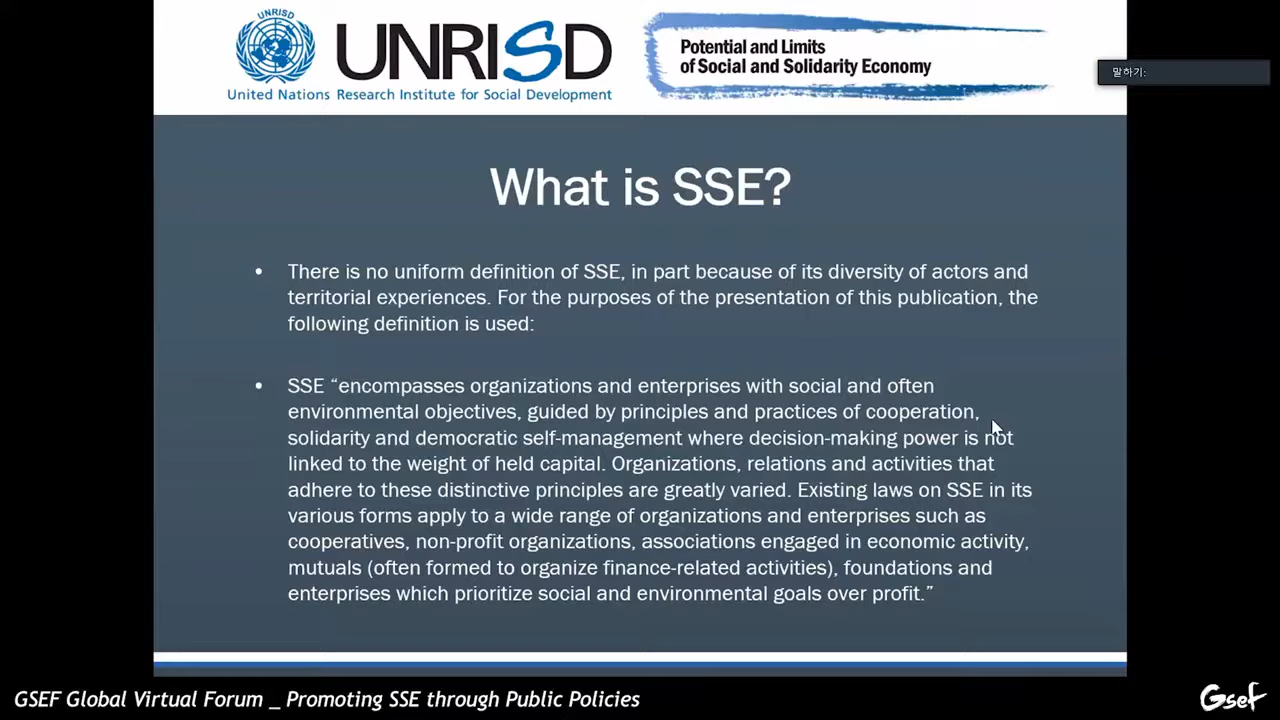 UNRISD
UNRISD
United Nations Research Institute for Social Development
Potential and Limits
of Social and Solidarity Economy
말하기:
What is SSE?
• There is no uniform definition of SSE, in part because of its diversity of actors and
territorial experiences. For the purposes of the presentation of this publication, the
following definition is used:
• SSE “encompasses organizations and enterprises with social and often
environmental objectives, guided by principles and practices of cooperation,
solidarity and democratic self-management where decision-making power is not
linked to the weight of held capital. Organizations, relations and activities that
adhere to these distinctive principles are greatly varied. Existing laws on SSE in its
various forms apply to a wide range of organizations and enterprises such as
cooperatives, non-profit organizations, associations engaged in economic activity,
mutuals (often formed to organize finance-related activities), foundations and
enterprises which prioritize social and environmental goals over profit.”
GSEF Global Virtual Forum _ Promoting SSE through Public Policies
Gsef